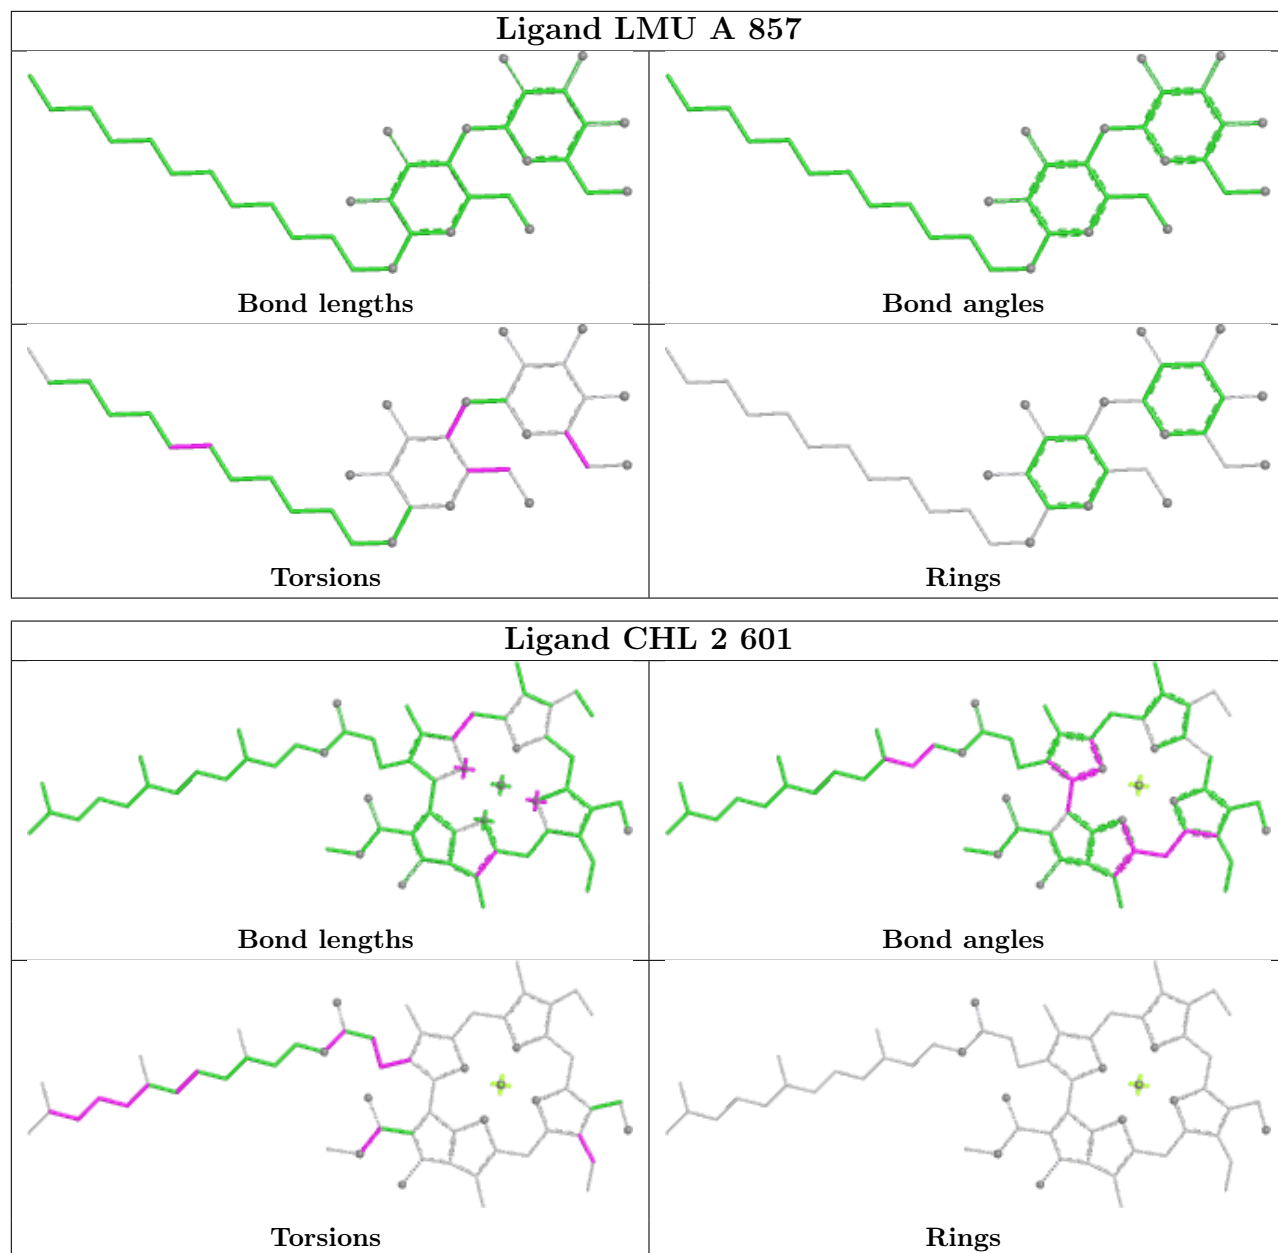 Ligand LMU A 857
Bond lengths
Bond angles
Torsions
Rings
Ligand CHL 2 601
Bond lengths
Bond angles
Torsions
Rings